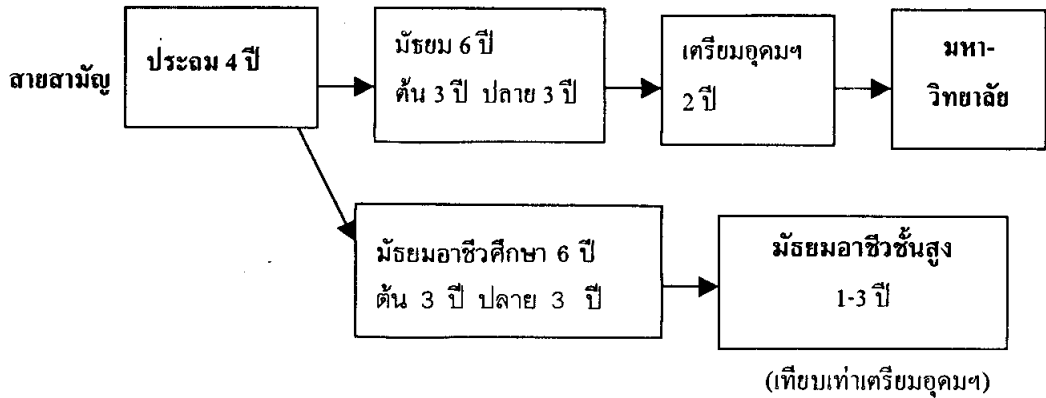 สายสามัญ
ประถม 4 ปี
มัธยม 6 ปี
ต้น 3 ปี ปลาย 3 ปี
เตรียมอุดมฯ
2 ปี
มหา-
วิทยาลัย
มัธยมอาชีวศึกษา 6 ปี
ต้น 3 ปี ปลาย 3 ปี
มัธยมอาชีวชั้นสูง
1-3 ปี
(เทียบเท่าเตรียมอุดมฯ)